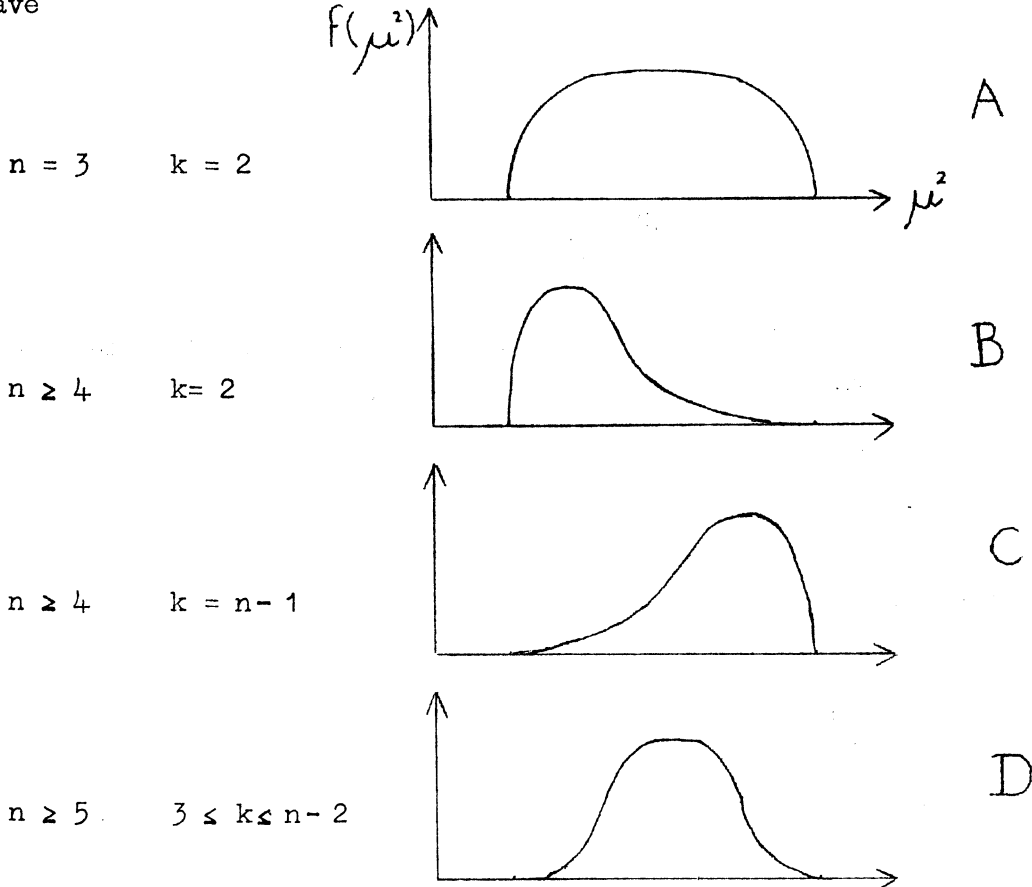 ave
f(μ²)
A
n = 3 k = 2
μ²
B
n ≥ 4 k= 2
C
n ≥ 4 k = n- 1
D
n ≥ 5 3 ≤ k ≤ n- 2